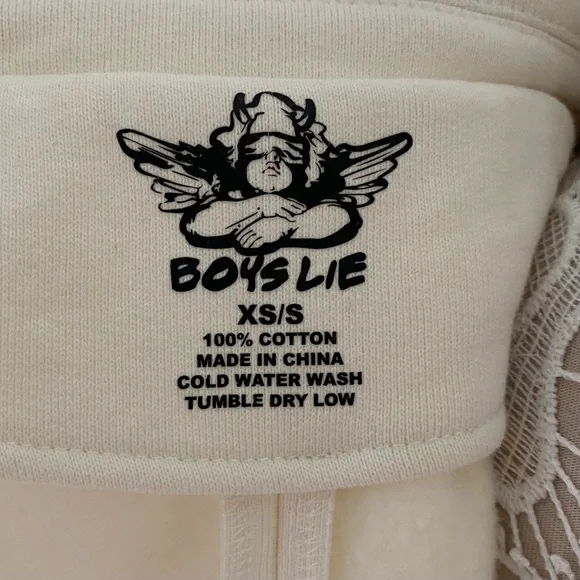 BOYS LIE
XS/S
100% COTTON
MADE IN CHINA
COLD WATER WASH
TUMBLE DRY LOW